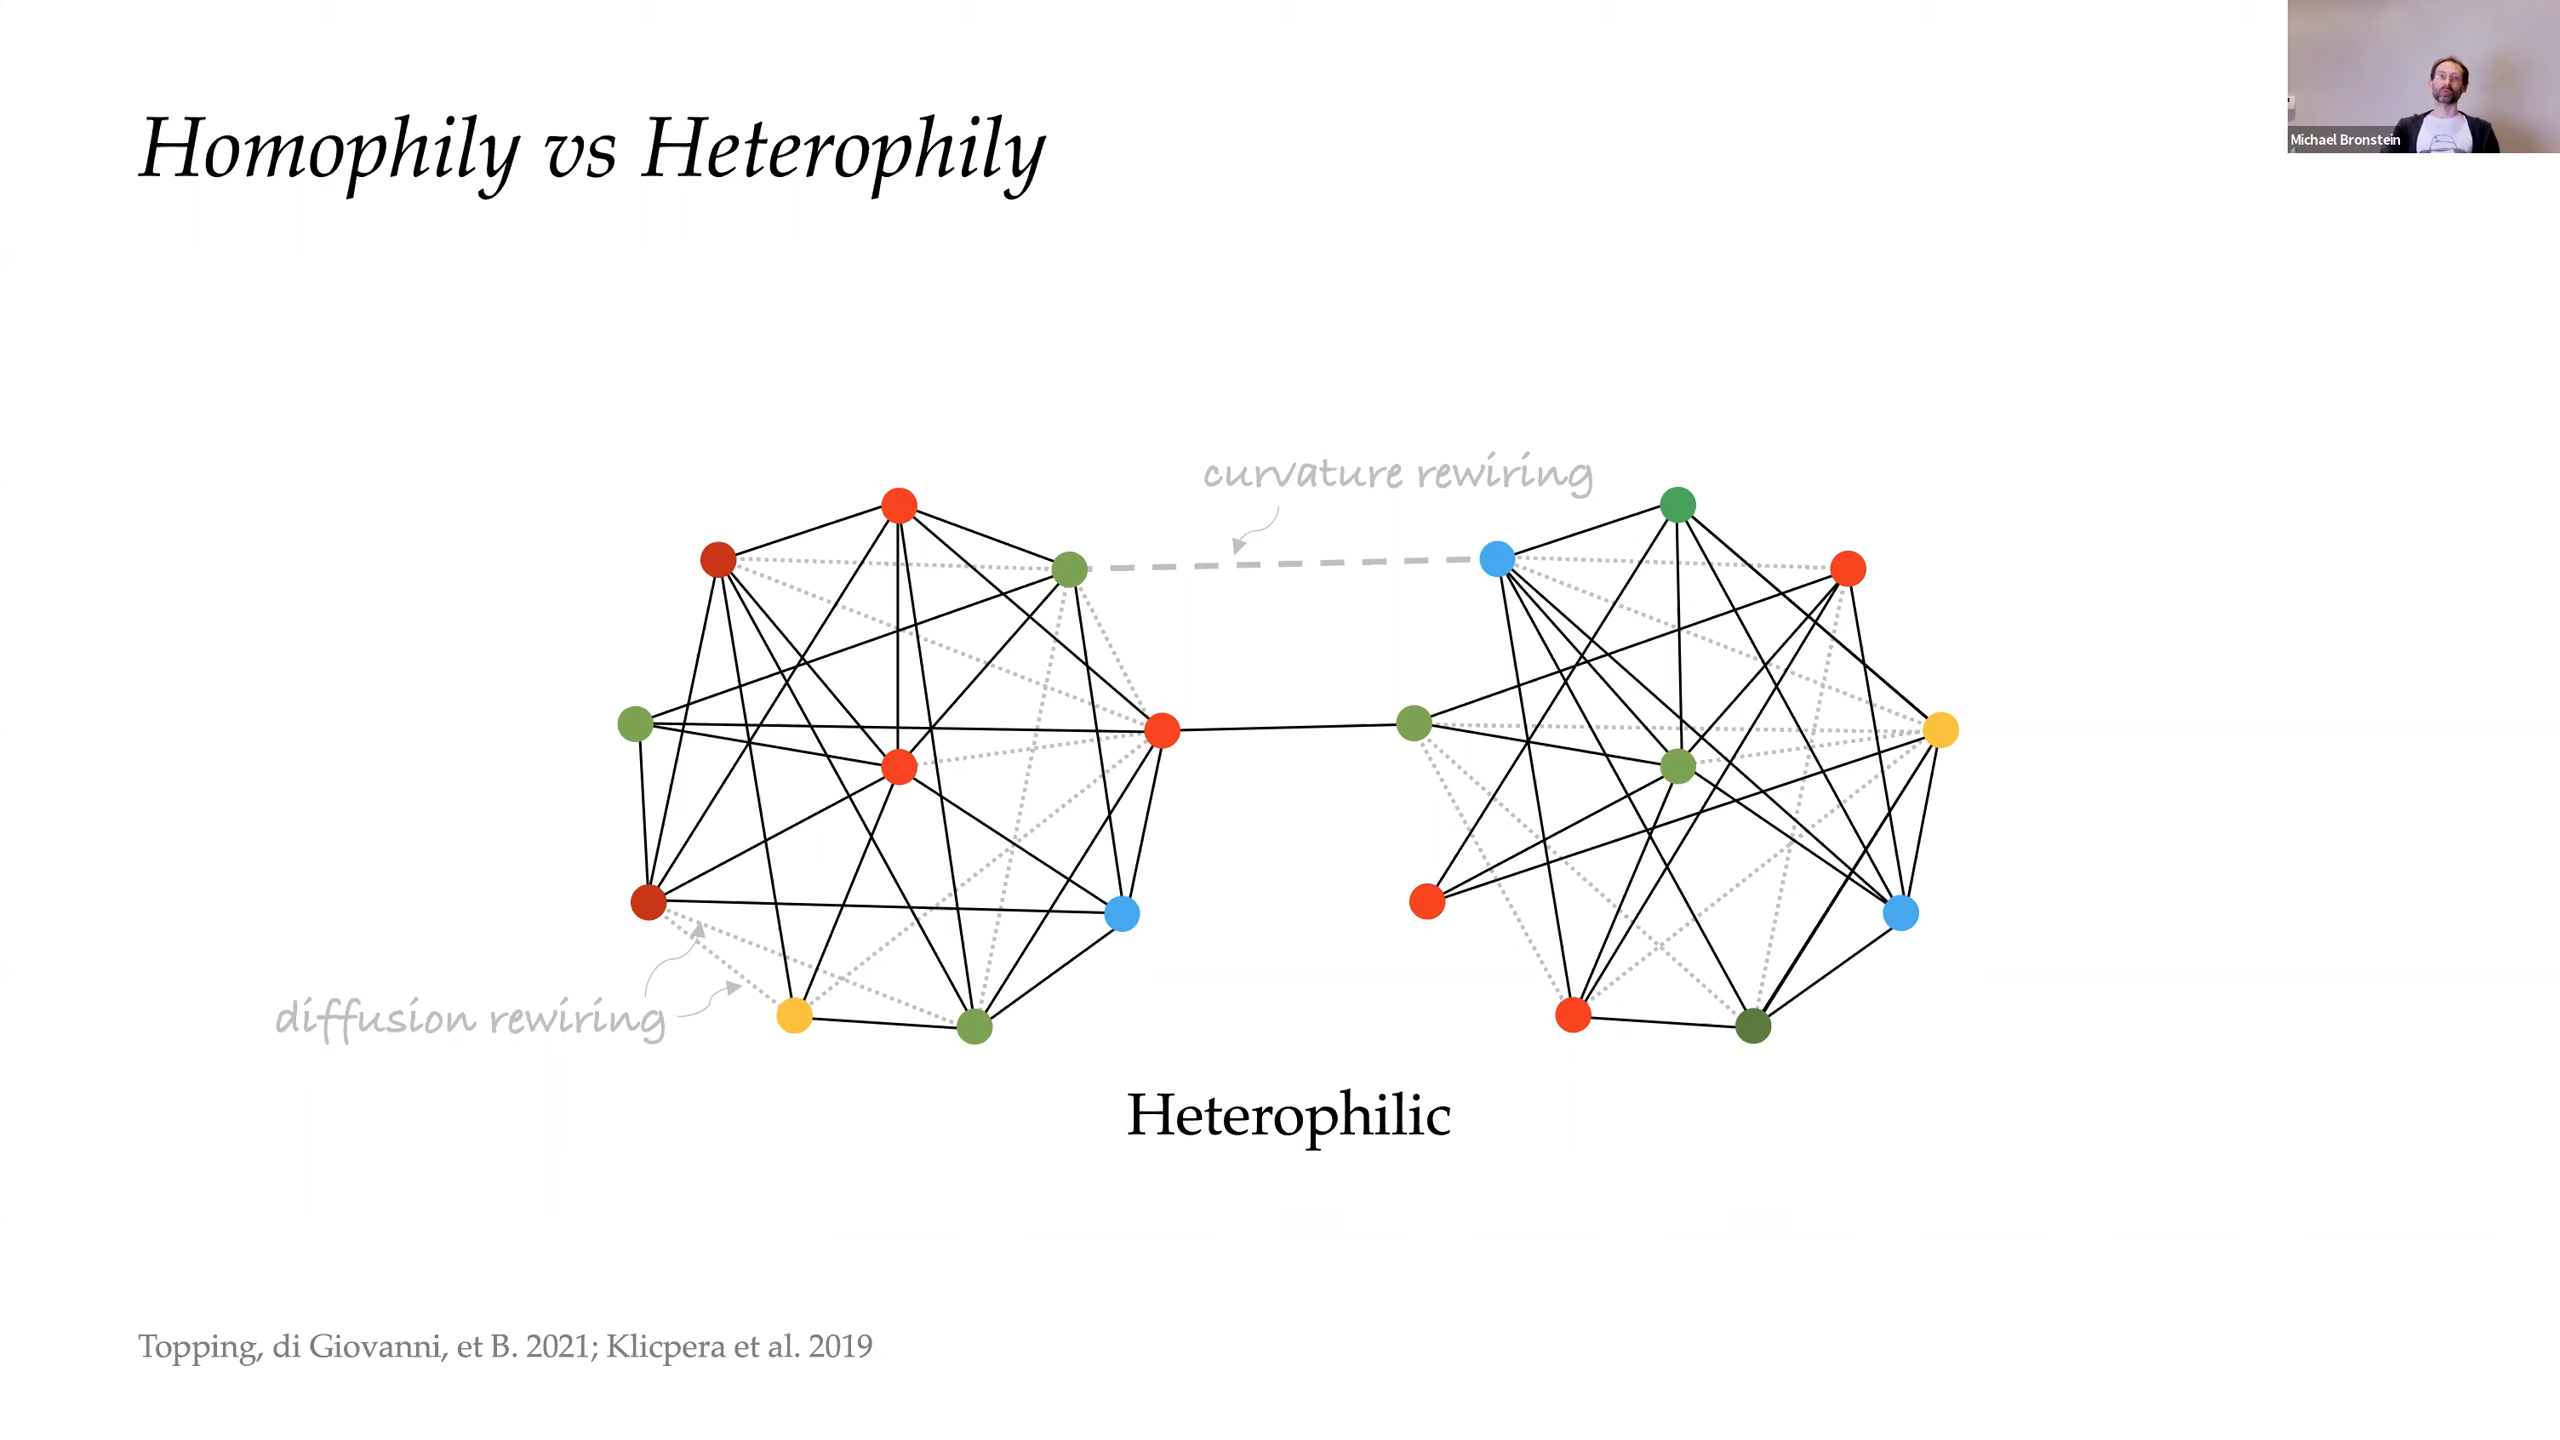 Homophily vs Heterophily
Michael Bronstein
curvature rewiring
diffusion rewiring
Heterophilic
Topping, di Giovanni, et B. 2021; Klicpera et al. 2019